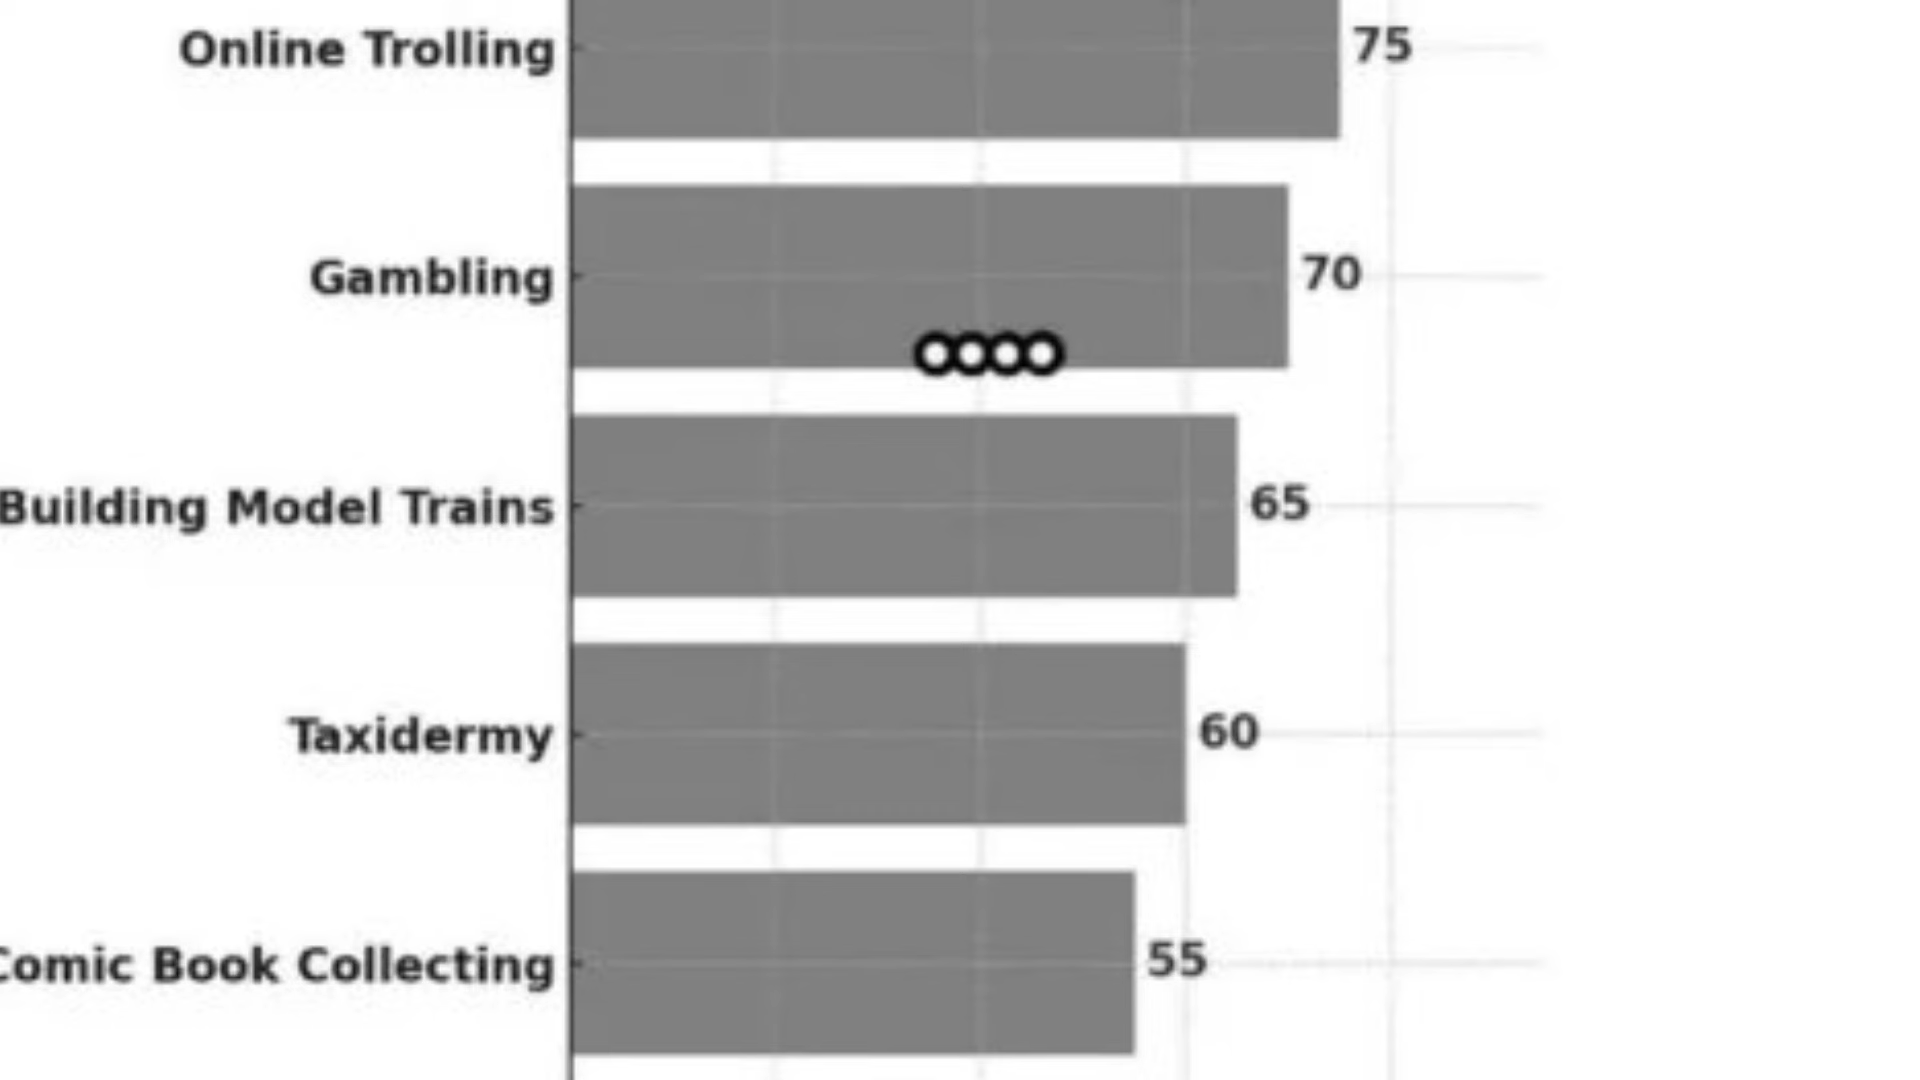 Online Trolling 75
Gambling 70
Building Model Trains 65
Taxidermy 60
Comic Book Collecting 55